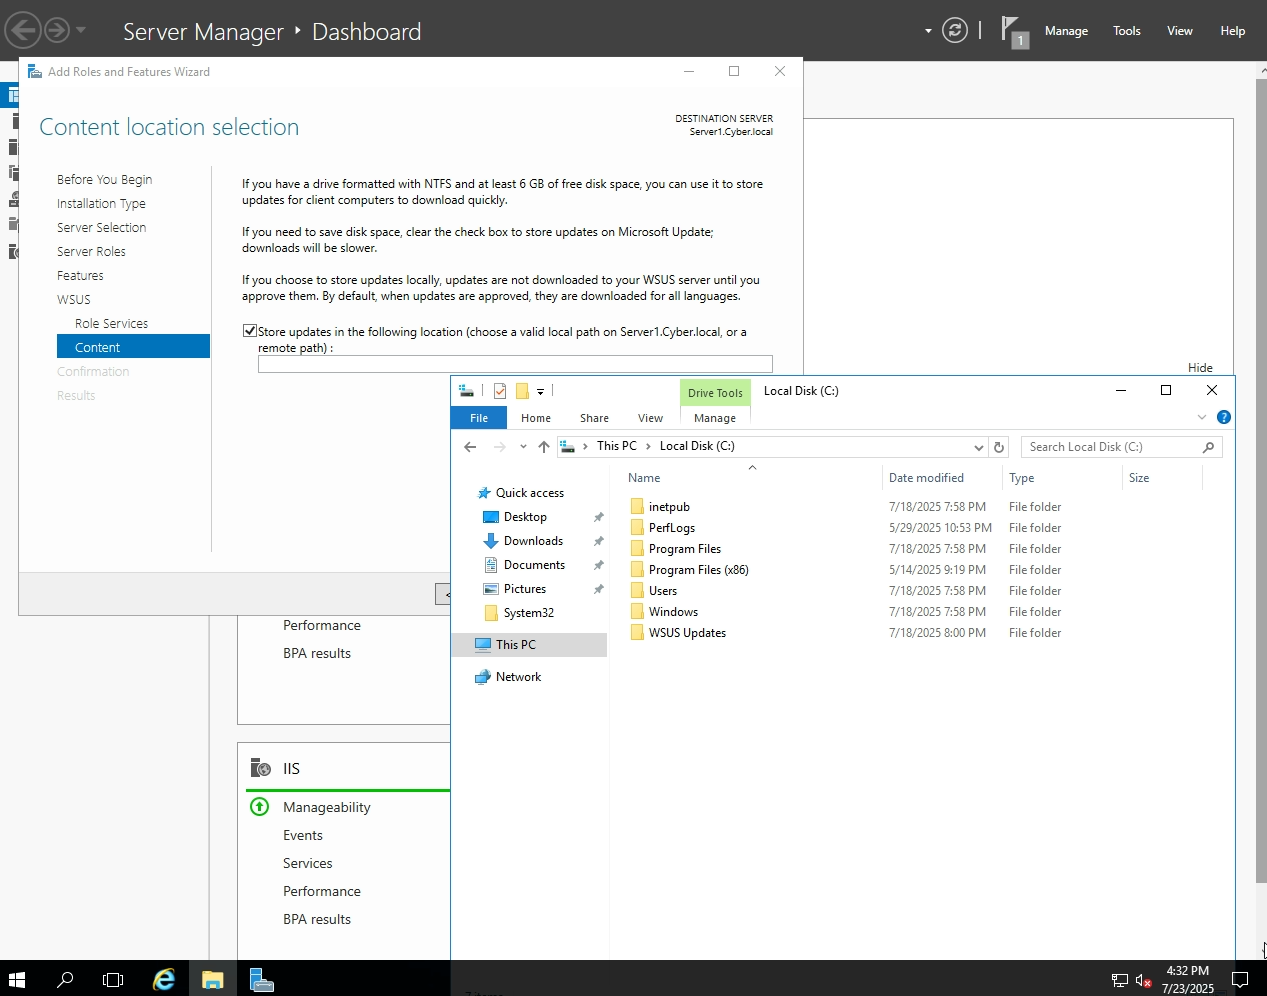 Server Manager ‣ Dashboard
1
Manage
Tools
View
Help
Add Roles and Features Wizard
Content location selection
DESTINATION SERVER
Server1.Cyber.local
Before You Begin
Installation Type
Server Selection
Server Roles
Features
WSUS
Role Services
Content
Confirmation
Results
If you have a drive formatted with NTFS and at least 6 GB of free disk space, you can use it to store
updates for client computers to download quickly.
If you need to save disk space, clear the check box to store updates on Microsoft Update;
downloads will be slower.
If you choose to store updates locally, updates are not downloaded to your WSUS server until you
approve them. By default, when updates are approved, they are downloaded for all languages.
Store updates in the following location (choose a valid local path on Server1.Cyber.local, or a
remote path) :
<
Hide
Drive Tools
Local Disk (C:)
File
Home
Share
View
Manage
This PC › Local Disk (C:)
Search Local Disk (C:)
Name
Date modified
Type
Size
Quick access
Desktop
Downloads
Documents
Pictures
System32
This PC
Network
inetpub 7/18/2025 7:58 PM File folder
PerfLogs 5/29/2025 10:53 PM File folder
Program Files 7/18/2025 7:58 PM File folder
Program Files (x86) 5/14/2025 9:19 PM File folder
Users 7/18/2025 7:58 PM File folder
Windows 7/18/2025 7:58 PM File folder
WSUS Updates 7/18/2025 8:00 PM File folder
Performance
BPA results
IIS
Manageability
Events
Services
Performance
BPA results
4:32 PM
7/23/2025